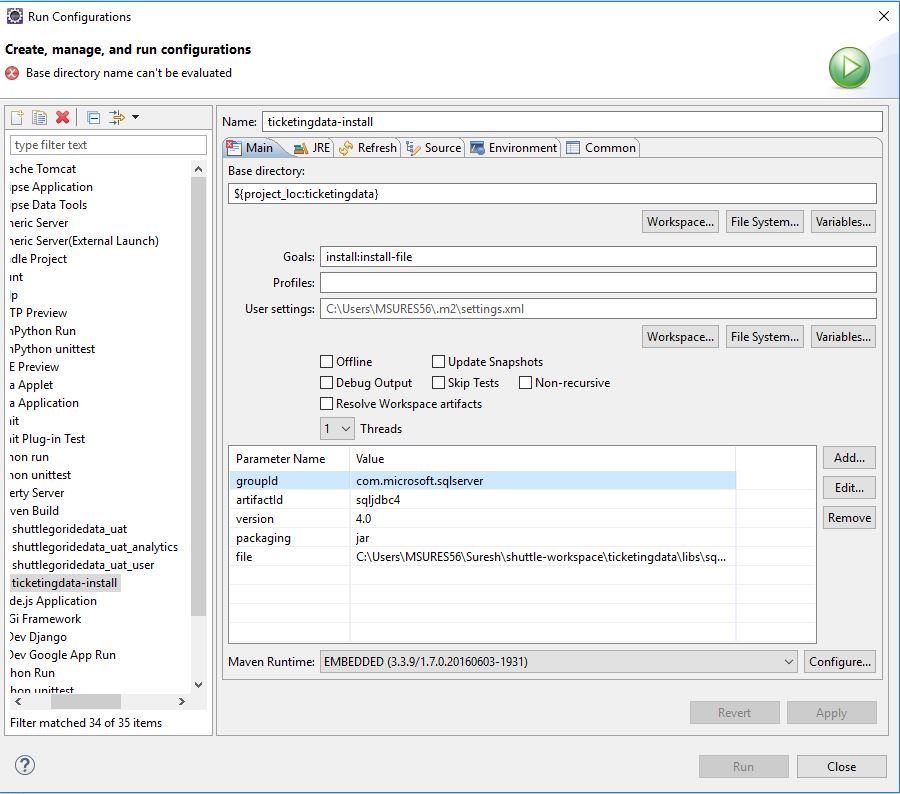 Run Configurations
Create, manage, and run configurations
Base directory name can't be evaluated
type filter text
ache Tomcat
ipse Application
ipse Data Tools
neric Server
neric Server(External Launch)
dle Project
unt
lp
TP Preview
nPython Run
nPython unittest
E Preview
a Applet
a Application
nit
nit Plug-in Test
hon run
hon unittest
erty Server
ven Build
shuttlegoridedata_uat
shuttlegoridedata_uat_analytics
shuttlegoridedata_uat_user
ticketingdata-install
de.js Application
Gi Framework
Dev Django
Dev Google App Run
hon Run
hon unittest
Filter matched 34 of 35 items
Name: ticketingdata-install
Main JRE Refresh Source Environment Common
Base directory:
${project_loc:ticketingdata}
Workspace... File System... Variables...
Goals: install:install-file
Profiles:
User settings: C:\Users\MSURES56\.m2\settings.xml
Workspace... File System... Variables...
Offline Update Snapshots
Debug Output Skip Tests Non-recursive
Resolve Workspace artifacts
1 Threads
Parameter Name Value
groupId com.microsoft.sqlserver
artifactId sqljdbc4
version 4.0
packaging jar
file C:\Users\MSURES56\Suresh\shuttle-workspace\ticketingdata\libs\sq...
Add...
Edit...
Remove
Maven Runtime: EMBEDDED (3.3.9/1.7.0.20160603-1931) Configure...
Revert Apply
? Run Close